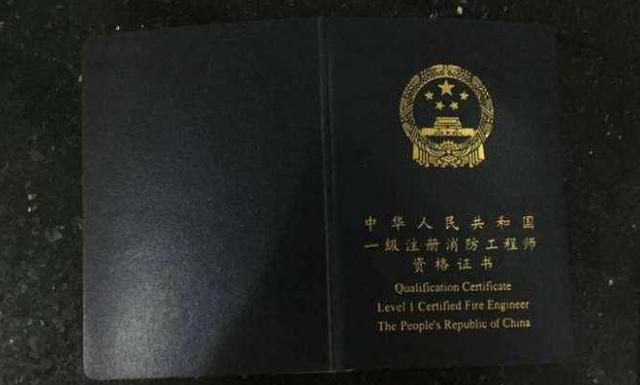 中华人民共和国
一级注册消防工程师
资格证书
Qualification Certificate
Level 1 Certified Fire Engineer
The People's Republic of China